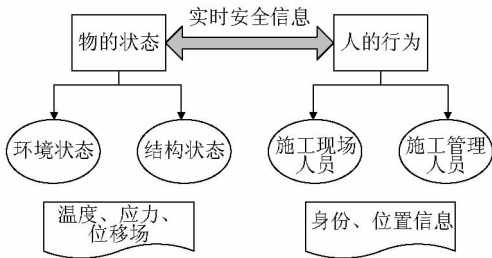 实时安全信息
物的状态
人的行为
环境状态
结构状态
施工现场
人员
施工管理
人员
温度、应力、
位移场
身份、位置信息